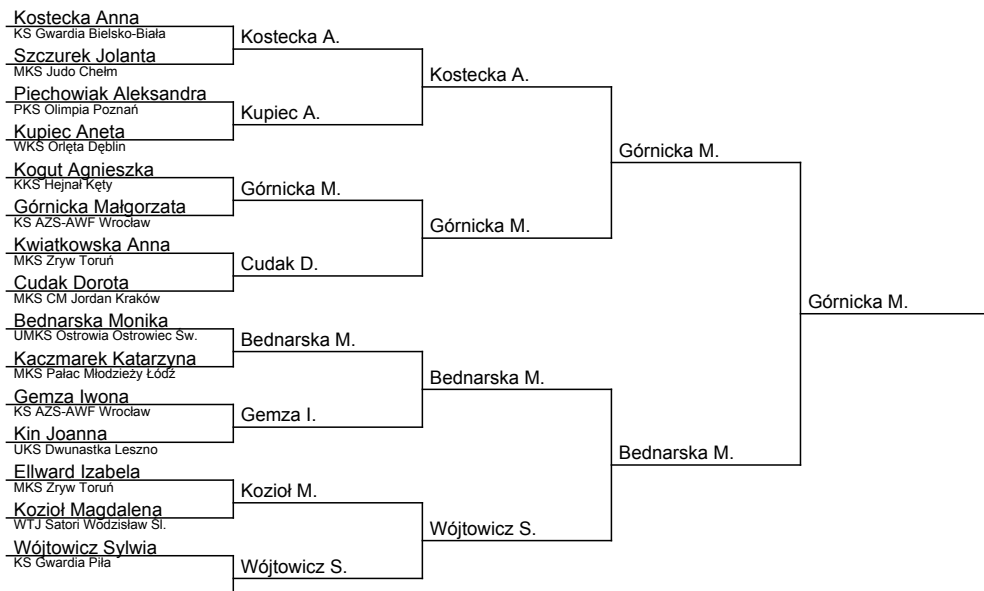 Kostecka Anna
KS Gwardia Bielsko-Biała
Szczurek Jolanta
MKS Judo Chełm
Piechowiak Aleksandra
PKS Olimpia Poznań
Kupiec Aneta
WKS Orlęta Dęblin
Kogut Agnieszka
KKS Hejnał Kęty
Górnicka Małgorzata
KS AZS-AWF Wrocław
Kwiatkowska Anna
MKS Zryw Toruń
Cudak Dorota
MKS CM Jordan Kraków
Bednarska Monika
UMKS Ostrowia Ostrowiec Św.
Kaczmarek Katarzyna
MKS Pałac Młodzieży Łódź
Gemza Iwona
KS AZS-AWF Wrocław
Kin Joanna
UKS Dwunastka Leszno
Ellward Izabela
MKS Zryw Toruń
Kozioł Magdalena
WTJ Satori Wodzisław Śl.
Wójtowicz Sylwia
KS Gwardia Piła
Kostecka A.
Kupiec A.
Górnicka M.
Cudak D.
Bednarska M.
Gemza I.
Kozioł M.
Wójtowicz S.
Kostecka A.
Górnicka M.
Bednarska M.
Wójtowicz S.
Górnicka M.
Bednarska M.
Górnicka M.